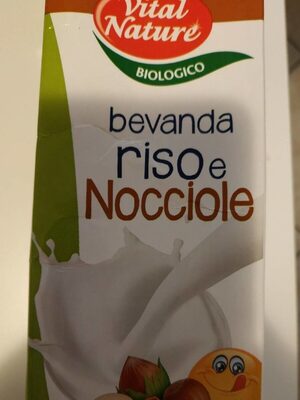 Vital
Nature
BIOLOGICO
bevanda
riso e
Nocciole